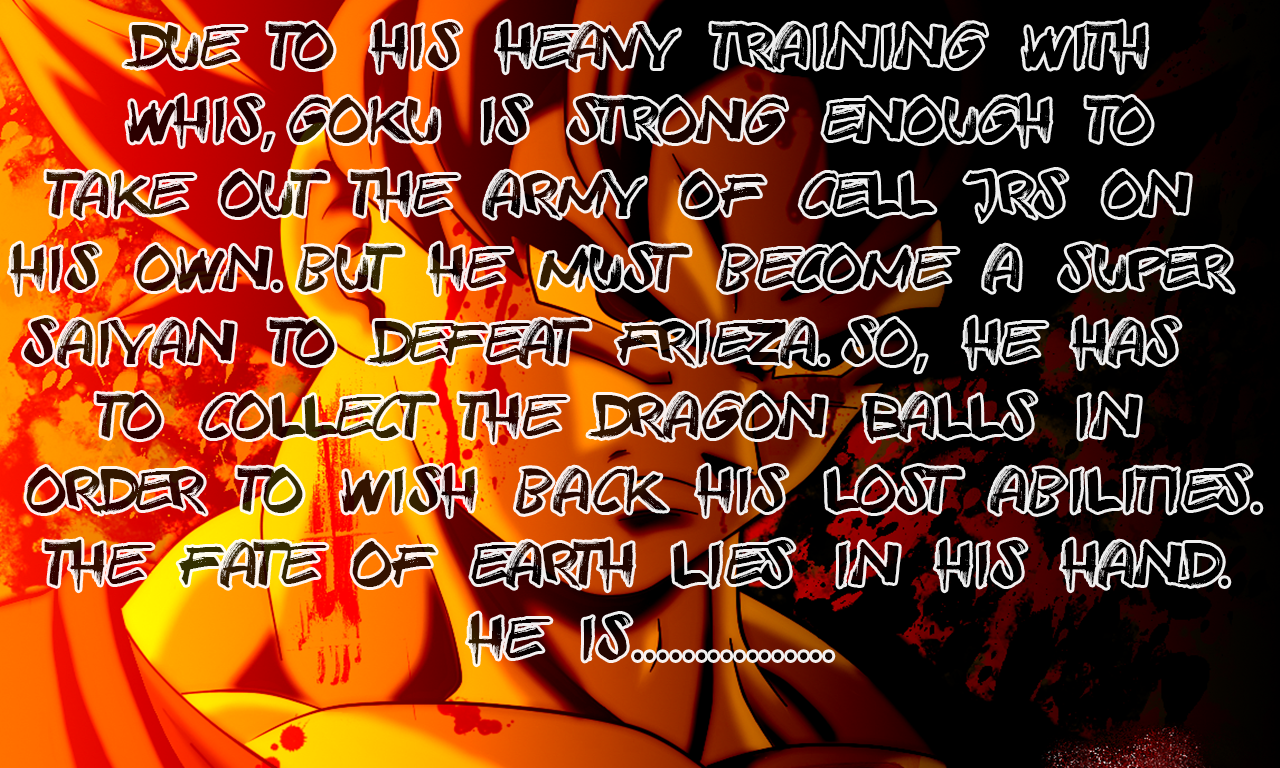 DUE TO HIS HEAVY TRAINING WITH
WHIS, GOKU IS STRONG ENOUGH TO
TAKE OUT THE ARMY OF CELL JRS ON
HIS OWN. BUT HE MUST BECOME A SUPER
SAIYAN TO DEFEAT FRIEZA. SO, HE HAS
TO COLLECT THE DRAGON BALLS IN
ORDER TO WISH BACK HIS LOST ABILITIES.
THE FATE OF EARTH LIES IN HIS HAND.
HE IS................